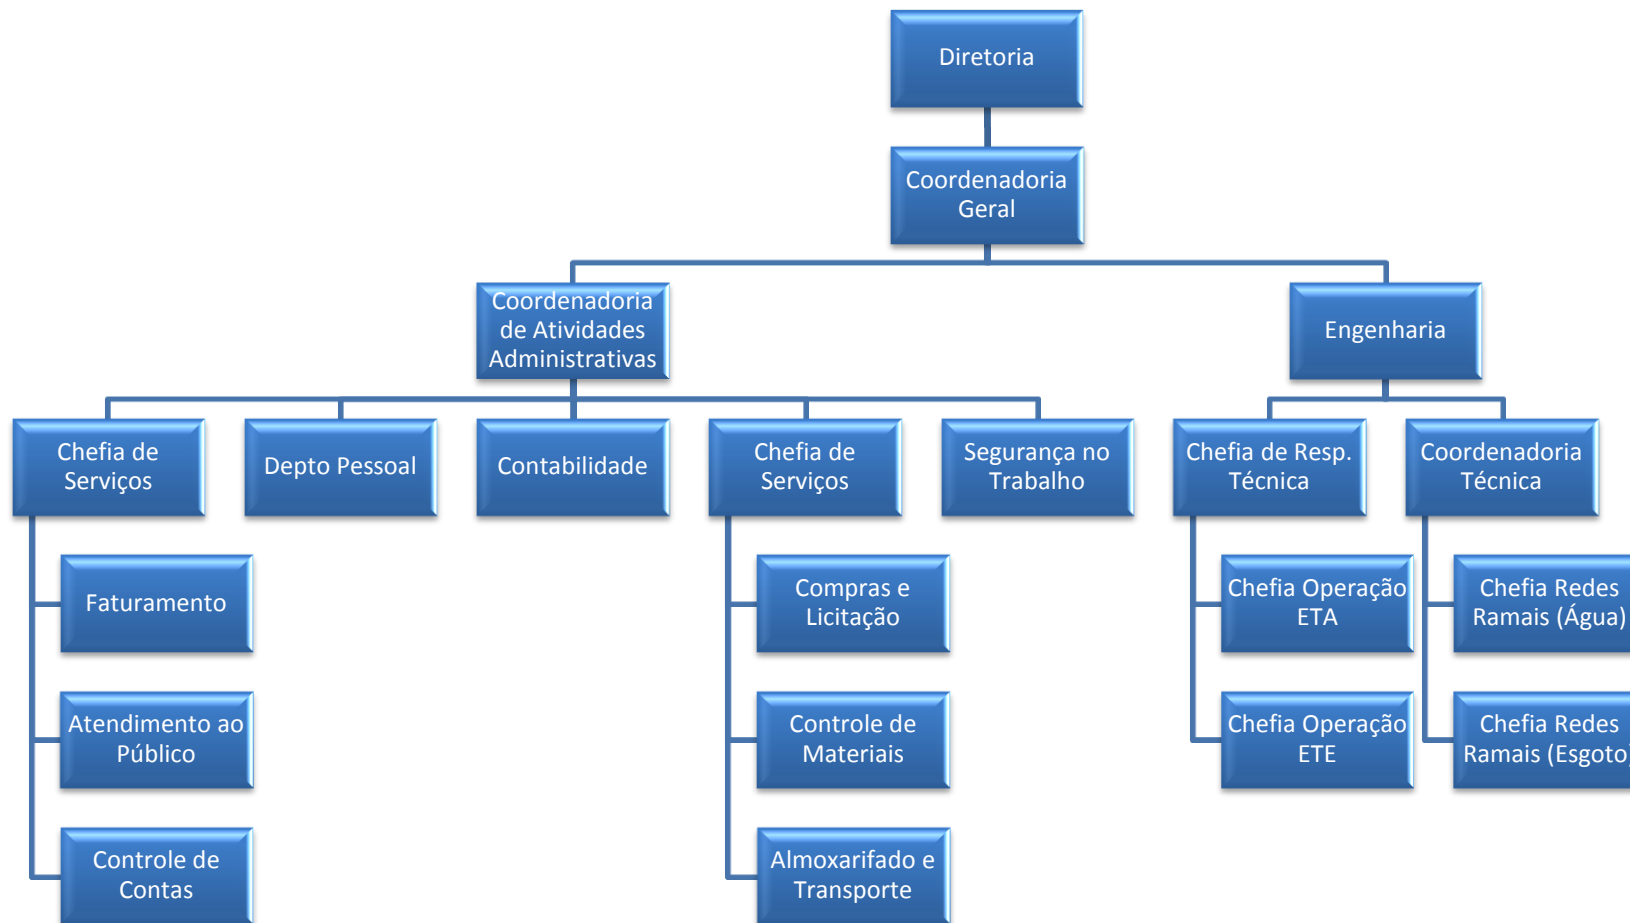 Diretoria
Coordenadoria
Geral
Coordenadoria
de Atividades
Administrativas
Engenharia
Chefia de
Serviços
Depto Pessoal
Contabilidade
Chefia de
Serviços
Segurança no
Trabalho
Chefia de Resp.
Técnica
Coordenadoria
Técnica
Faturamento
Compras e
Licitação
Chefia Operação
ETA
Chefia Redes
Ramais (Água)
Atendimento ao
Público
Controle de
Materiais
Chefia Operação
ETE
Chefia Redes
Ramais (Esgoto)
Controle de
Contas
Almoxarifado e
Transporte